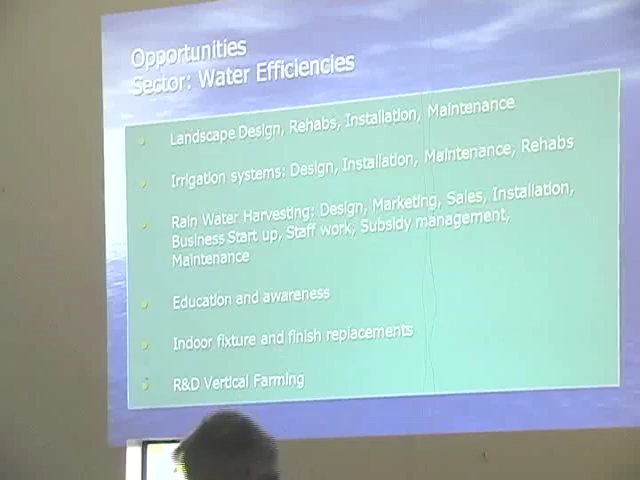 Opportunities
Sector: Water Efficiencies
Landscape Design, Rehabs, Installation, Maintenance
Irrigation systems: Design, Installation, Maintenance, Rehabs
Rain Water Harvesting: Design, Marketing, Sales, Installation,
Business Start up, Staff work, Subsidy management,
Maintenance
Education and awareness
Indoor fixture and finish replacements
R&D Vertical Farming